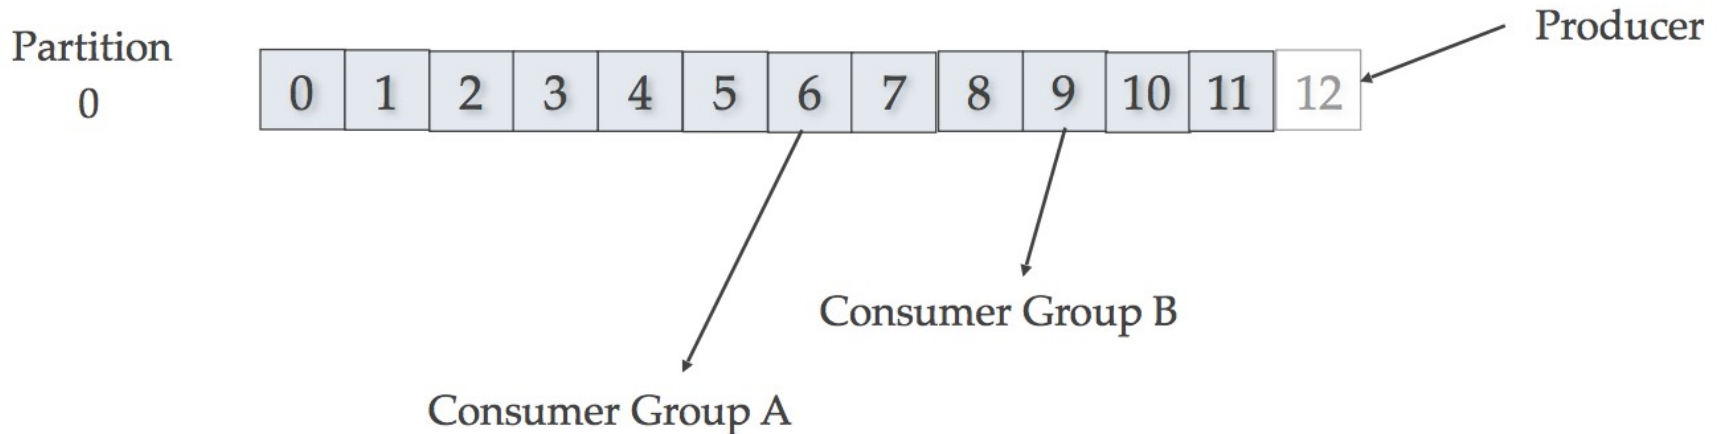 Producer
Partition
0
0 1 2 3 4 5 6 7 8 9 10 11 12
Consumer Group B
Consumer Group A